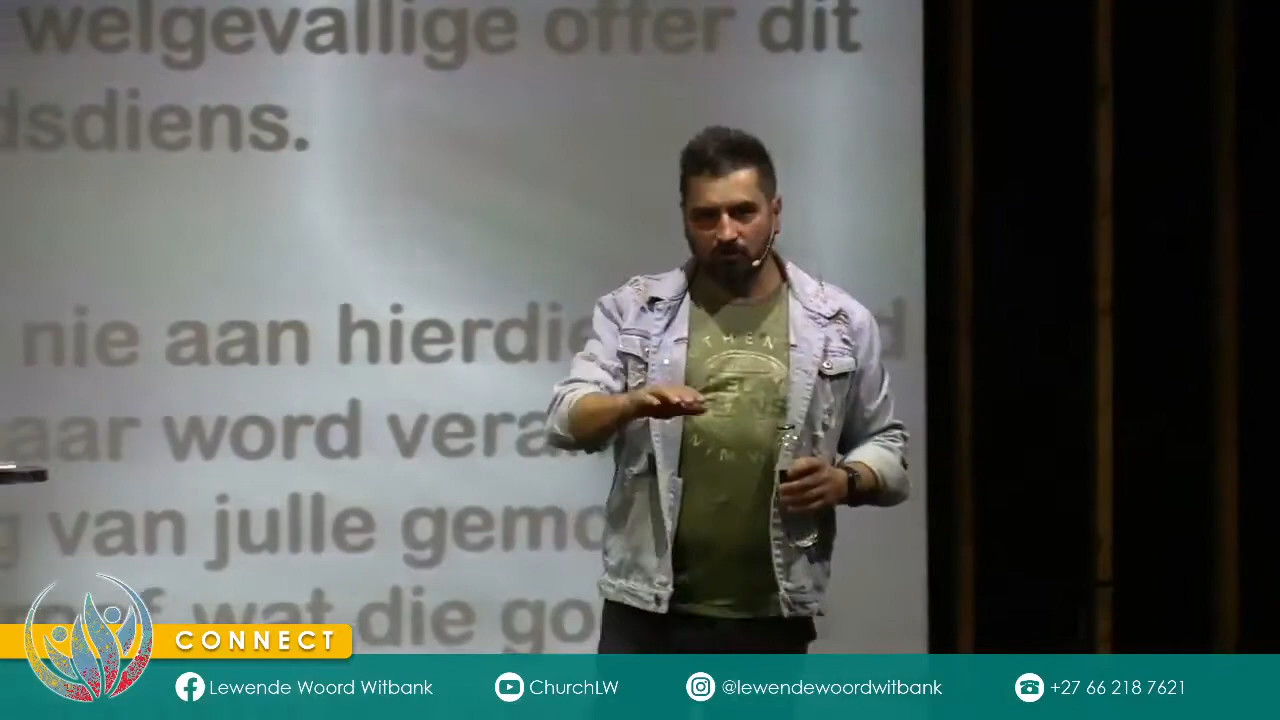 welgevallige offer dit
dsdiens.
nie aan hierdie
aar word vera
van julle gemo
wat die go
THEN
CONNECT
Lewende Woord Witbank
ChurchLW
@lewendewoordwitbank
+27 66 218 7621